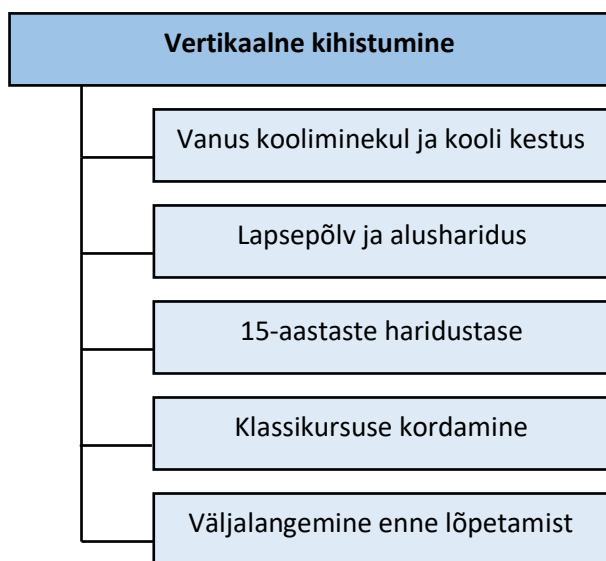 Vertikaalne kihistumine
Vanus kooliminekul ja kooli kestus
Lapsepõlv ja alusharidus
15-aastaste haridustase
Klassikursuse kordamine
Väljalangemine enne lõpetamist